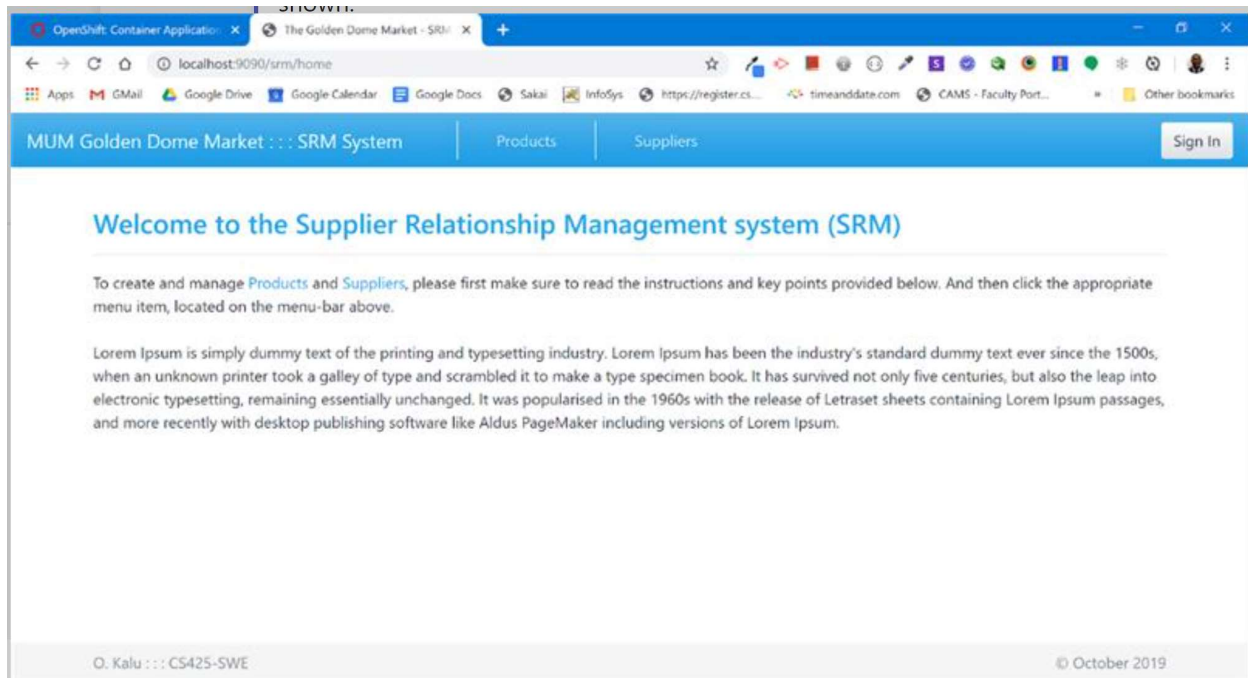 shown.
OpenShift: Container Application
The Golden Dome Market - SRM
localhost:9090/srm/home
Apps GMail Google Drive Google Calendar Google Docs Sakai InfoSys https://register.cs.... timeanddate.com CAMS - Faculty Port... » Other bookmarks
MUM Golden Dome Market : : : SRM System Products Suppliers Sign In
Welcome to the Supplier Relationship Management system (SRM)
To create and manage Products and Suppliers, please first make sure to read the instructions and key points provided below. And then click the appropriate
menu item, located on the menu-bar above.
Lorem Ipsum is simply dummy text of the printing and typesetting industry. Lorem Ipsum has been the industry's standard dummy text ever since the 1500s,
when an unknown printer took a galley of type and scrambled it to make a type specimen book. It has survived not only five centuries, but also the leap into
electronic typesetting, remaining essentially unchanged. It was popularised in the 1960s with the release of Letraset sheets containing Lorem Ipsum passages,
and more recently with desktop publishing software like Aldus PageMaker including versions of Lorem Ipsum.
O. Kalu : : : CS425-SWE © October 2019